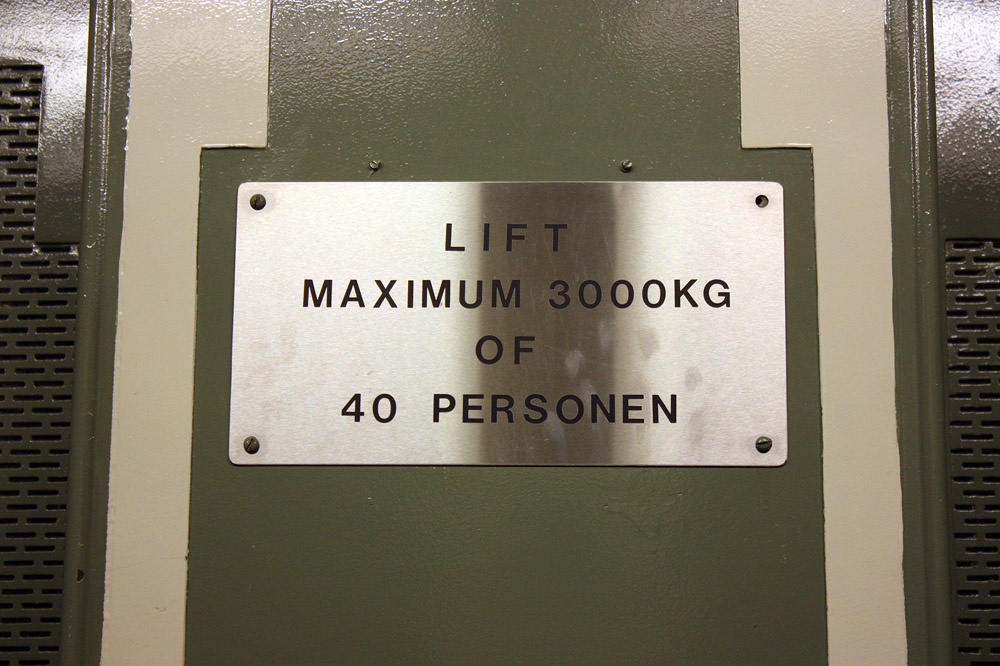 LIFT
MAXIMUM 3000KG
OF
40 PERSONEN